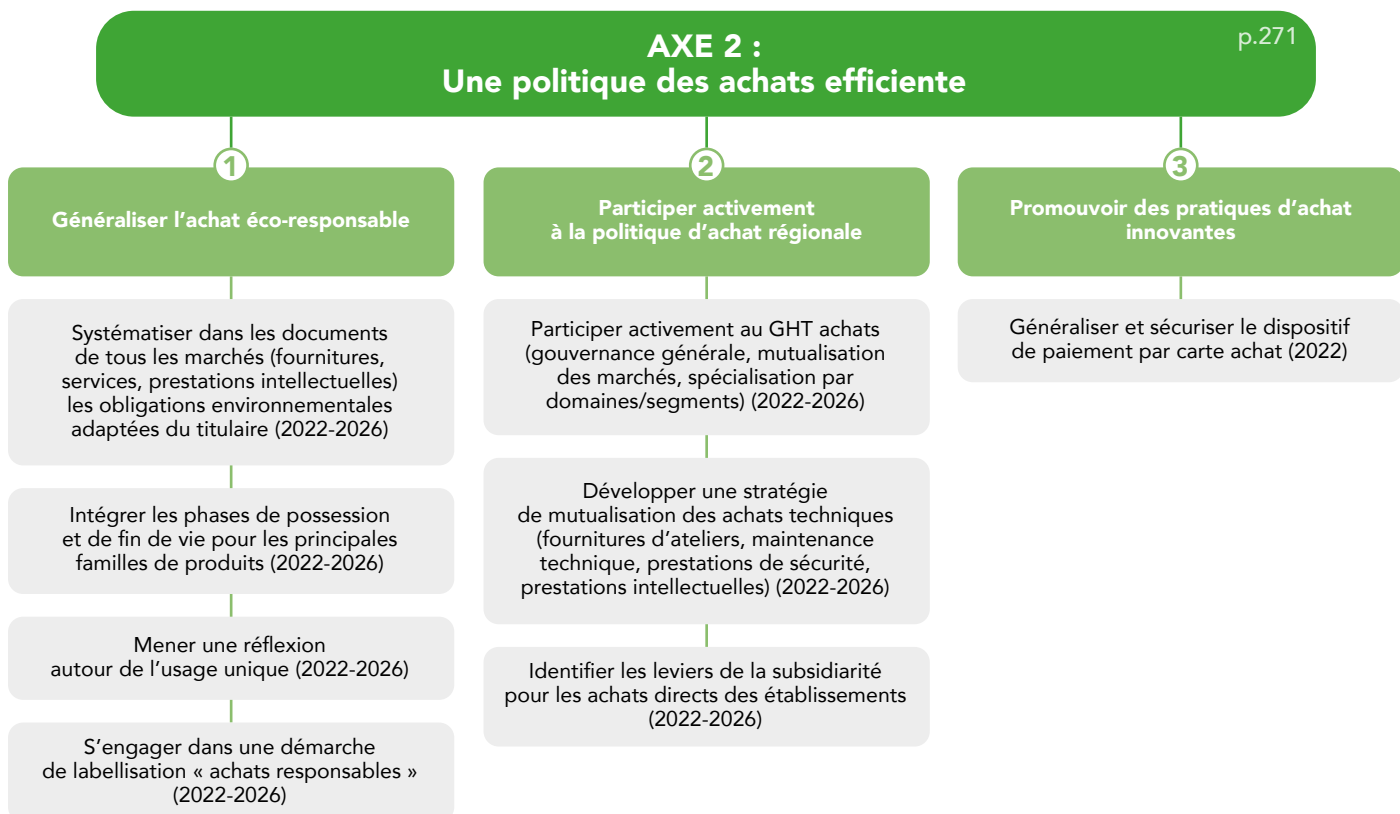 AXE 2 :
Une politique des achats efficiente
p.271
1
Généraliser l’achat éco-responsable
Systématiser dans les documents
de tous les marchés (fournitures,
services, prestations intellectuelles)
les obligations environnementales
adaptées du titulaire (2022-2026)
Intégrer les phases de possession
et de fin de vie pour les principales
familles de produits (2022-2026)
Mener une réflexion
autour de l’usage unique (2022-2026)
S’engager dans une démarche
de labellisation « achats responsables »
(2022-2026)
2
Participer activement
à la politique d’achat régionale
Participer activement au GHT achats
(gouvernance générale, mutualisation
des marchés, spécialisation par
domaines/segments) (2022-2026)
Développer une stratégie
de mutualisation des achats techniques
(fournitures d’ateliers, maintenance
technique, prestations de sécurité,
prestations intellectuelles) (2022-2026)
Identifier les leviers de la subsidiarité
pour les achats directs des établissements
(2022-2026)
3
Promouvoir des pratiques d’achat
innovantes
Généraliser et sécuriser le dispositif
de paiement par carte achat (2022)